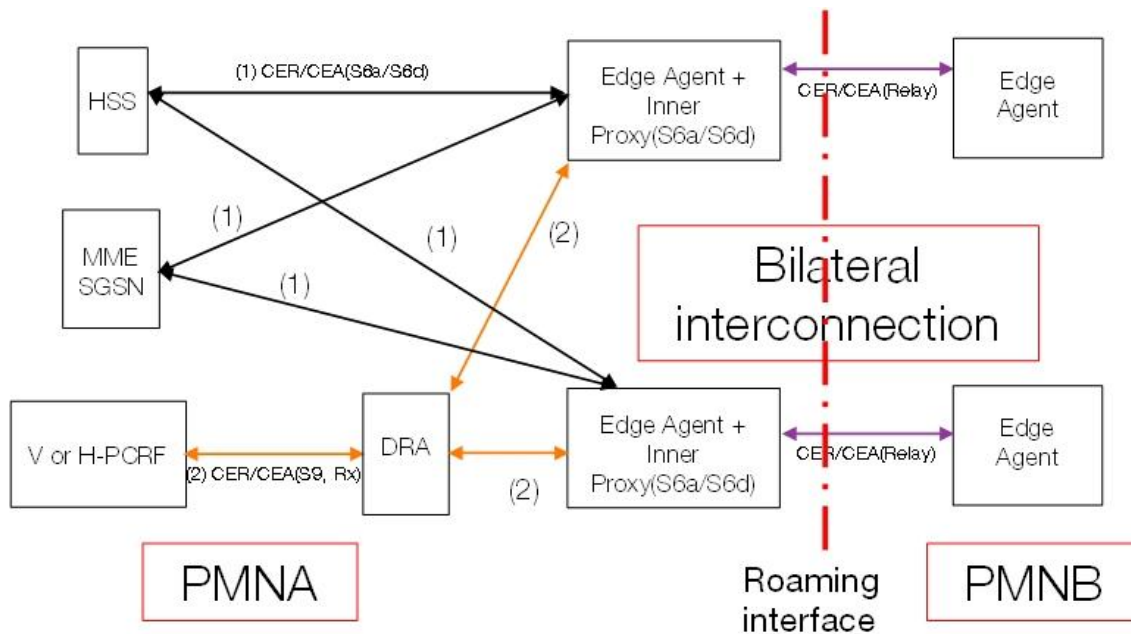 (1) CER/CEA(S6a/S6d)
HSS
Edge Agent +
Inner
Proxy(S6a/S6d)
CER/CEA(Relay)
Edge
Agent
MME
SGSN
(1)
(1)
(2)
(1)
Bilateral
interconnection
V or H-PCRF
(2) CER/CEA(S9, Rx)
DRA
(2)
Edge Agent +
Inner
Proxy(S6a/S6d)
CER/CEA(Relay)
Edge
Agent
PMNA
Roaming
interface
PMNB